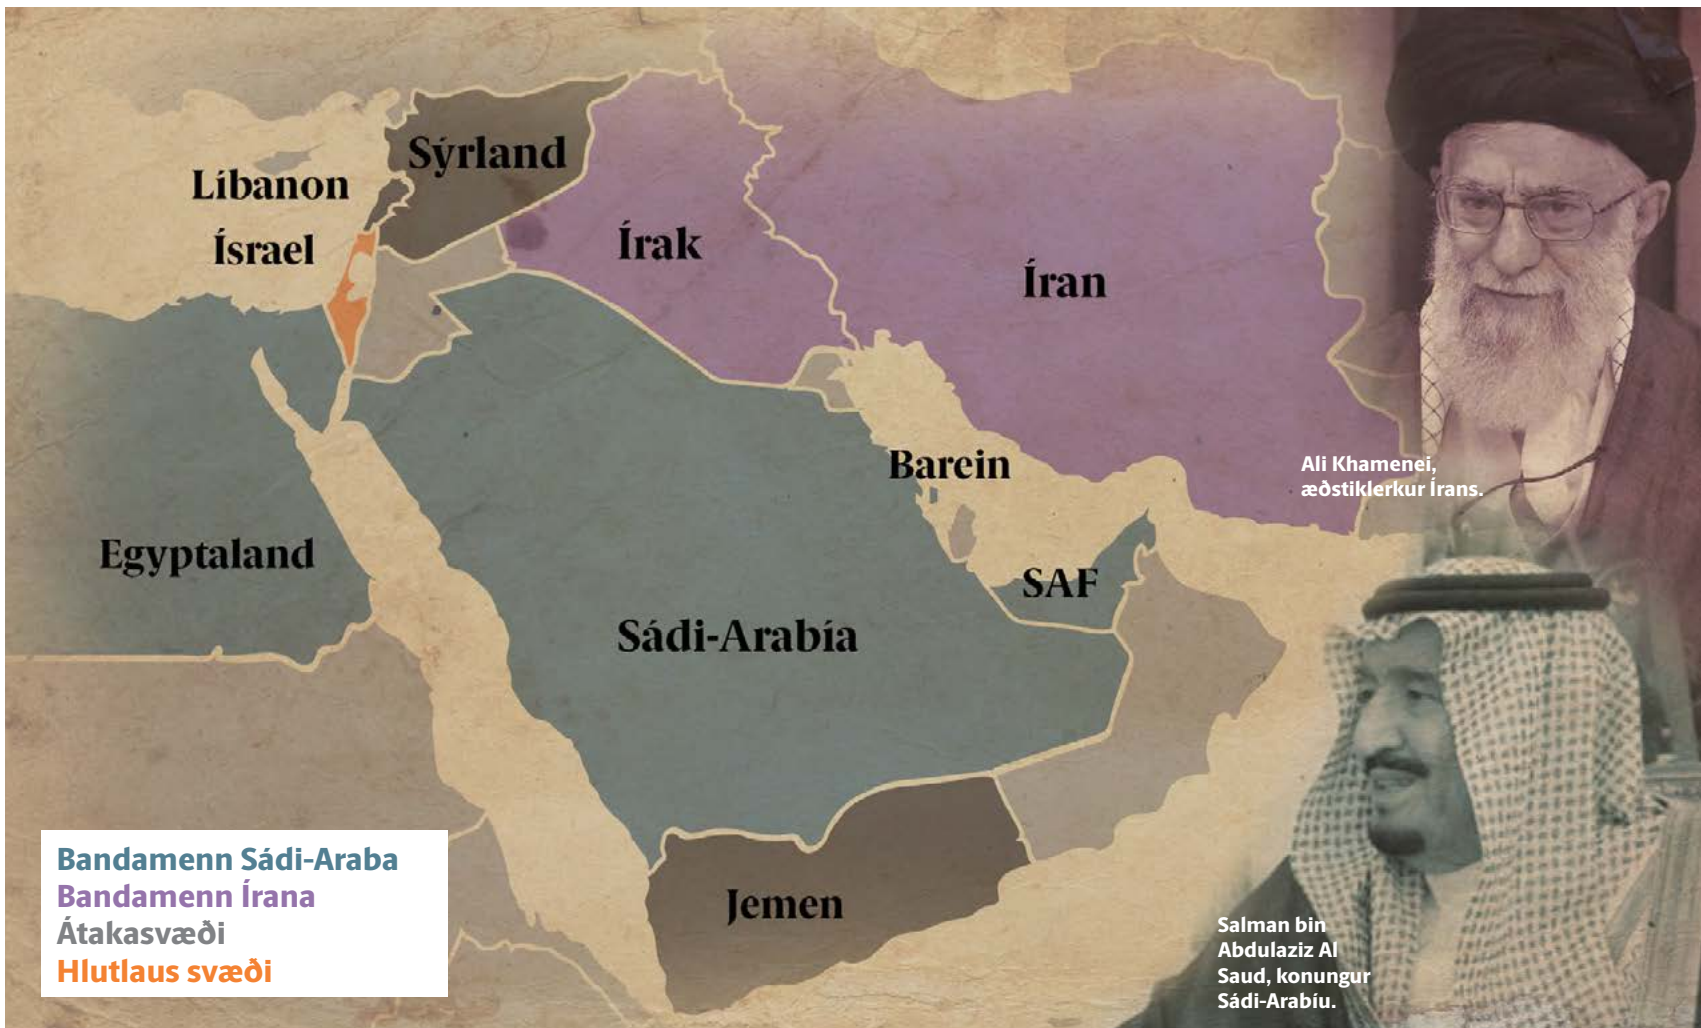 Sýrland
Líbanon
Ísrael
Írak
Íran
Barein
Ali Khamenei,
æðstiklerkur Írans.
Egyptaland
SAF
Sádi-Arabía
Jemen
Bandamenn Sádi-Araba
Bandamenn Írana
Átakasvæði
Hlutlaus svæði
Salman bin
Abdulaziz Al
Saud, konungur
Sádi-Arabíu.